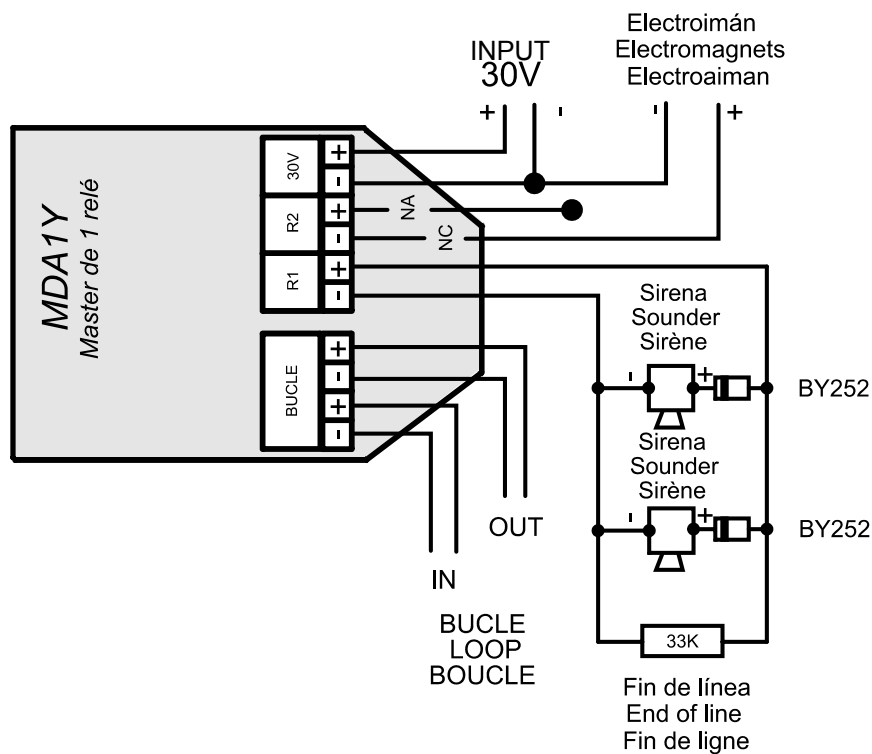 INPUT
30V
+ -
Electroimán
Electromagnets
Electroaiman
- +
MDA1Y
Master de 1 relé
30V
+
-
R2
+
-
NA
NC
R1
+
-
BUCLE
+
-
+
-
OUT
IN
BUCLE
LOOP
BOUCLE
Sirena
Sounder
Sirène
- +
BY252
Sirena
Sounder
Sirène
- +
BY252
33K
Fin de línea
End of line
Fin de ligne